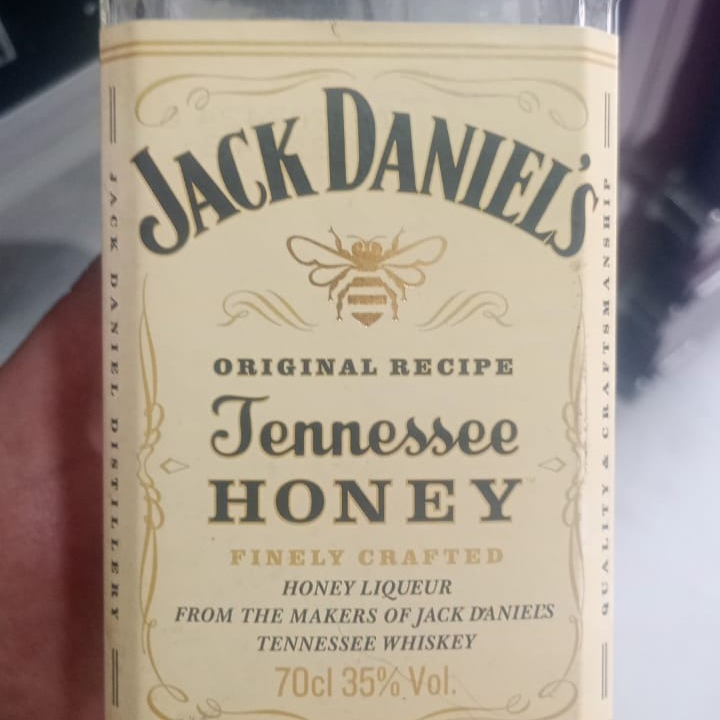 JACK DANIEL'S
ORIGINAL RECIPE
Tennessee
HONEY
FINELY CRAFTED
HONEY LIQUEUR
FROM THE MAKERS OF JACK DANIEL'S
TENNESSEE WHISKEY
70cl 35% Vol.
JACK DANIEL DISTILLERY
QUALITY & CRAFTSMANSHIP